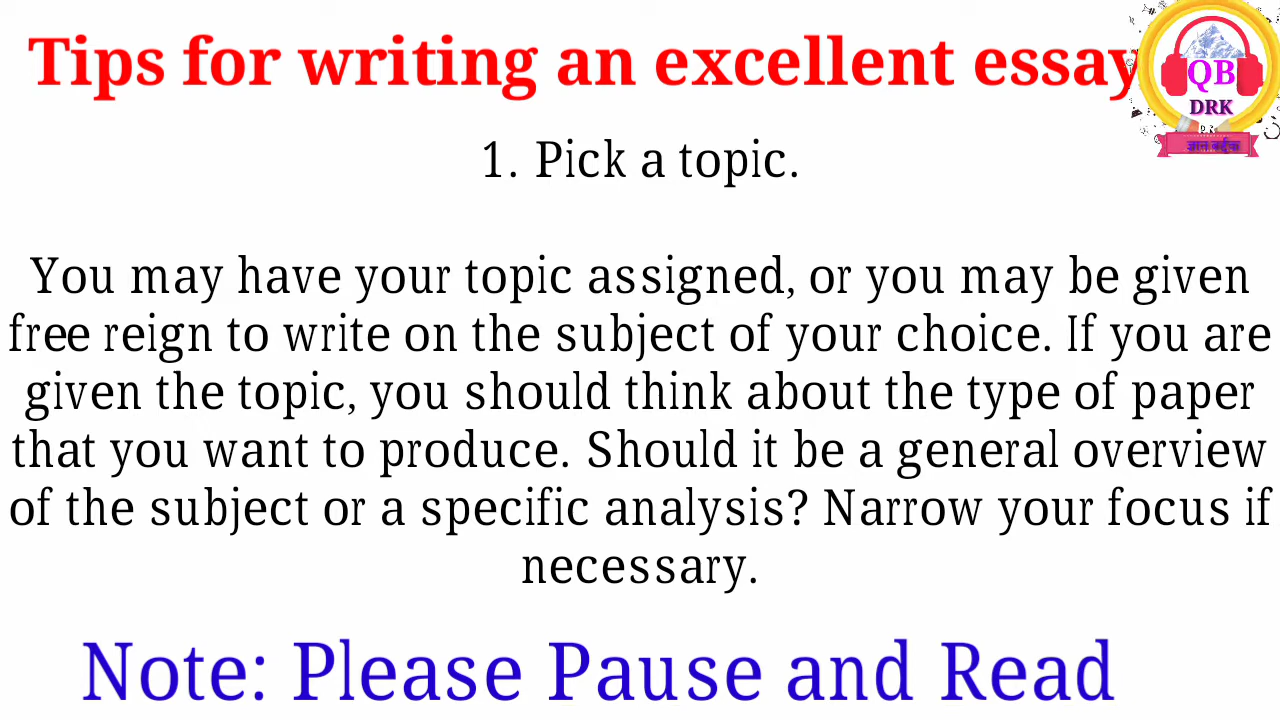 Tips for writing an excellent essay
QB
DRK
1. Pick a topic.
You may have your topic assigned, or you may be given
free reign to write on the subject of your choice. If you are
given the topic, you should think about the type of paper
that you want to produce. Should it be a general overview
of the subject or a specific analysis? Narrow your focus if
necessary.
Note: Please Pause and Read